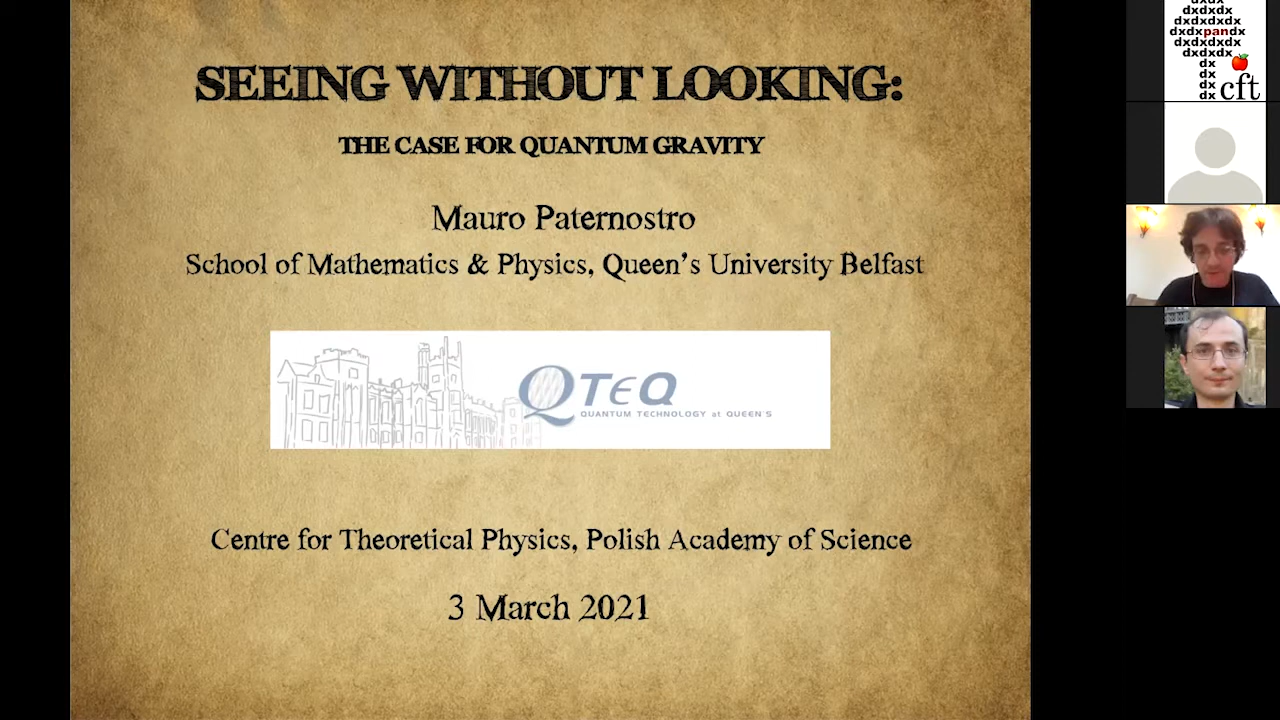 SEEING WITHOUT LOOKING:
THE CASE FOR QUANTUM GRAVITY
Mauro Paternostro
School of Mathematics & Physics, Queen's University Belfast
QTEQ
QUANTUM TECHNOLOGY at QUEEN'S
Centre for Theoretical Physics, Polish Academy of Science
3 March 2021
dxdx
dxdxdx
dxdxdxdx
dxdxpandx
dxdxdxdx
dxdxdx
dx
dx
dx
dx cft